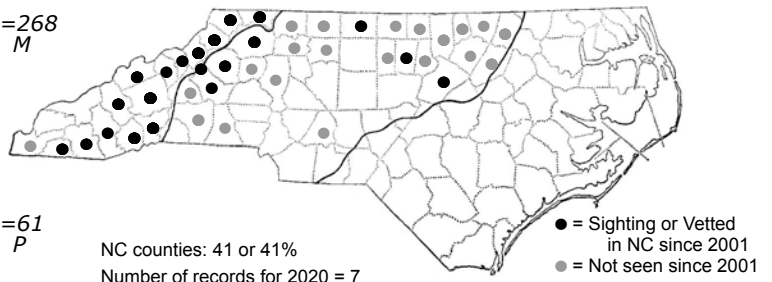 =268
M
=61
P
NC counties: 41 or 41%
Number of records for 2020 = 7
● = Sighting or Vetted
in NC since 2001
● = Not seen since 2001